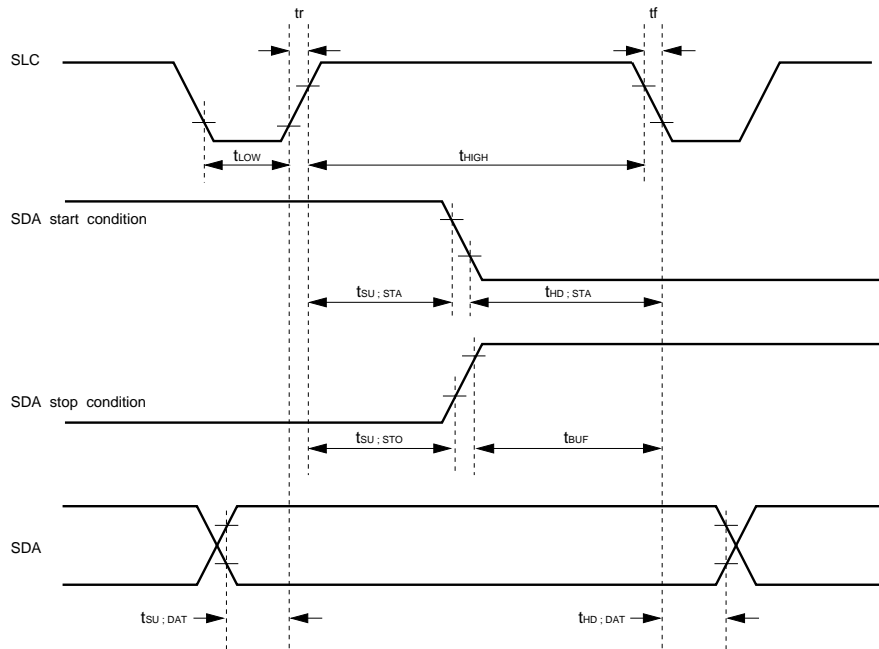 tr tf
SLC
tLOW tHIGH
SDA start condition
tSU ; STA tHD ; STA
SDA stop condition
tSU ; STO tBUF
SDA
tSU ; DAT tHD ; DAT